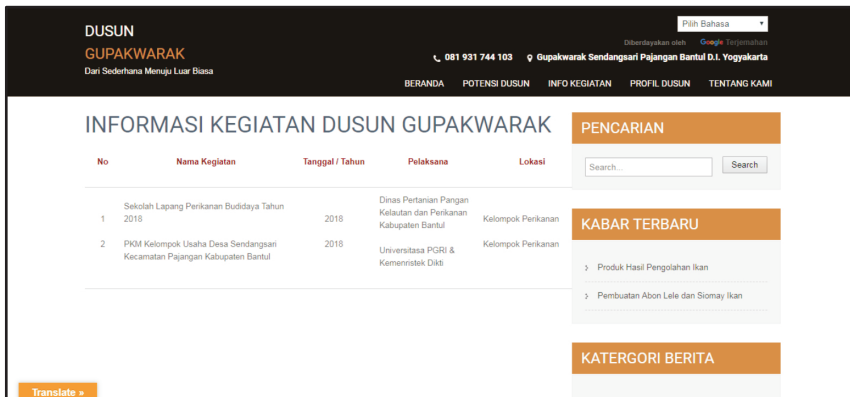 DUSUN
GUPAKWARAK
Dari Sederhana Menuju Luar Biasa
Pilih Bahasa
Diberdayakan oleh Google Terjemahan
081 931 744 103 Gupakwarak Sendangsari Pajangan Bantul D.I. Yogyakarta
BERANDA POTENSI DUSUN INFO KEGIATAN PROFIL DUSUN TENTANG KAMI
INFORMASI KEGIATAN DUSUN GUPAKWARAK
No Nama Kegiatan Tanggal / Tahun Pelaksana Lokasi
1 Sekolah Lapang Perikanan Budidaya Tahun
2018
2018
Dinas Pertanian Pangan
Kelautan dan Perikanan
Kabupaten Bantul
Kelompok Perikanan
2 PKM Kelompok Usaha Desa Sendangsari
Kecamatan Pajangan Kabupaten Bantul
2018
Universitasa PGRI &
Kemenristek Dikti
Kelompok Perikanan
PENCARIAN
Search... Search
KABAR TERBARU
Produk Hasil Pengolahan Ikan
Pembuatan Abon Lele dan Siomay Ikan
KATERGORI BERITA
Translate »